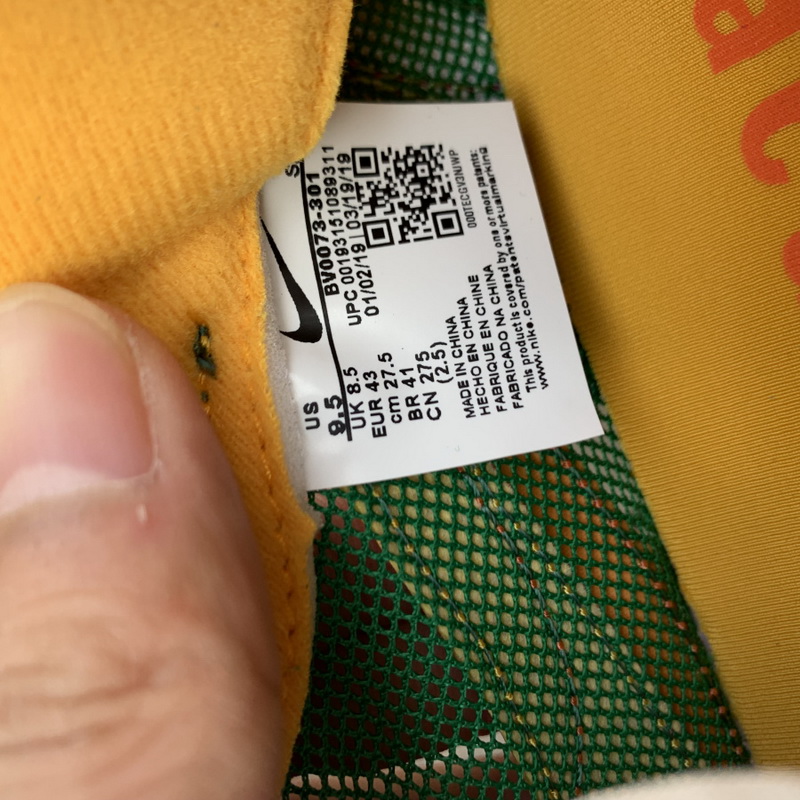 S
BV0073-301
UPC 00193151089311
01/02/19 03/19/19
000TECGV3NJWP
US
9.5
UK 8.5
EUR 43
cm 27.5
BR 41
CN 275
(2.5)
MADE IN CHINA
HECHO EN CHINA
FABRIQUE EN CHINE
FABRICADO NA CHINA
This product is covered by one or more patents:
www.nike.com/patentsvirtualmarking
at